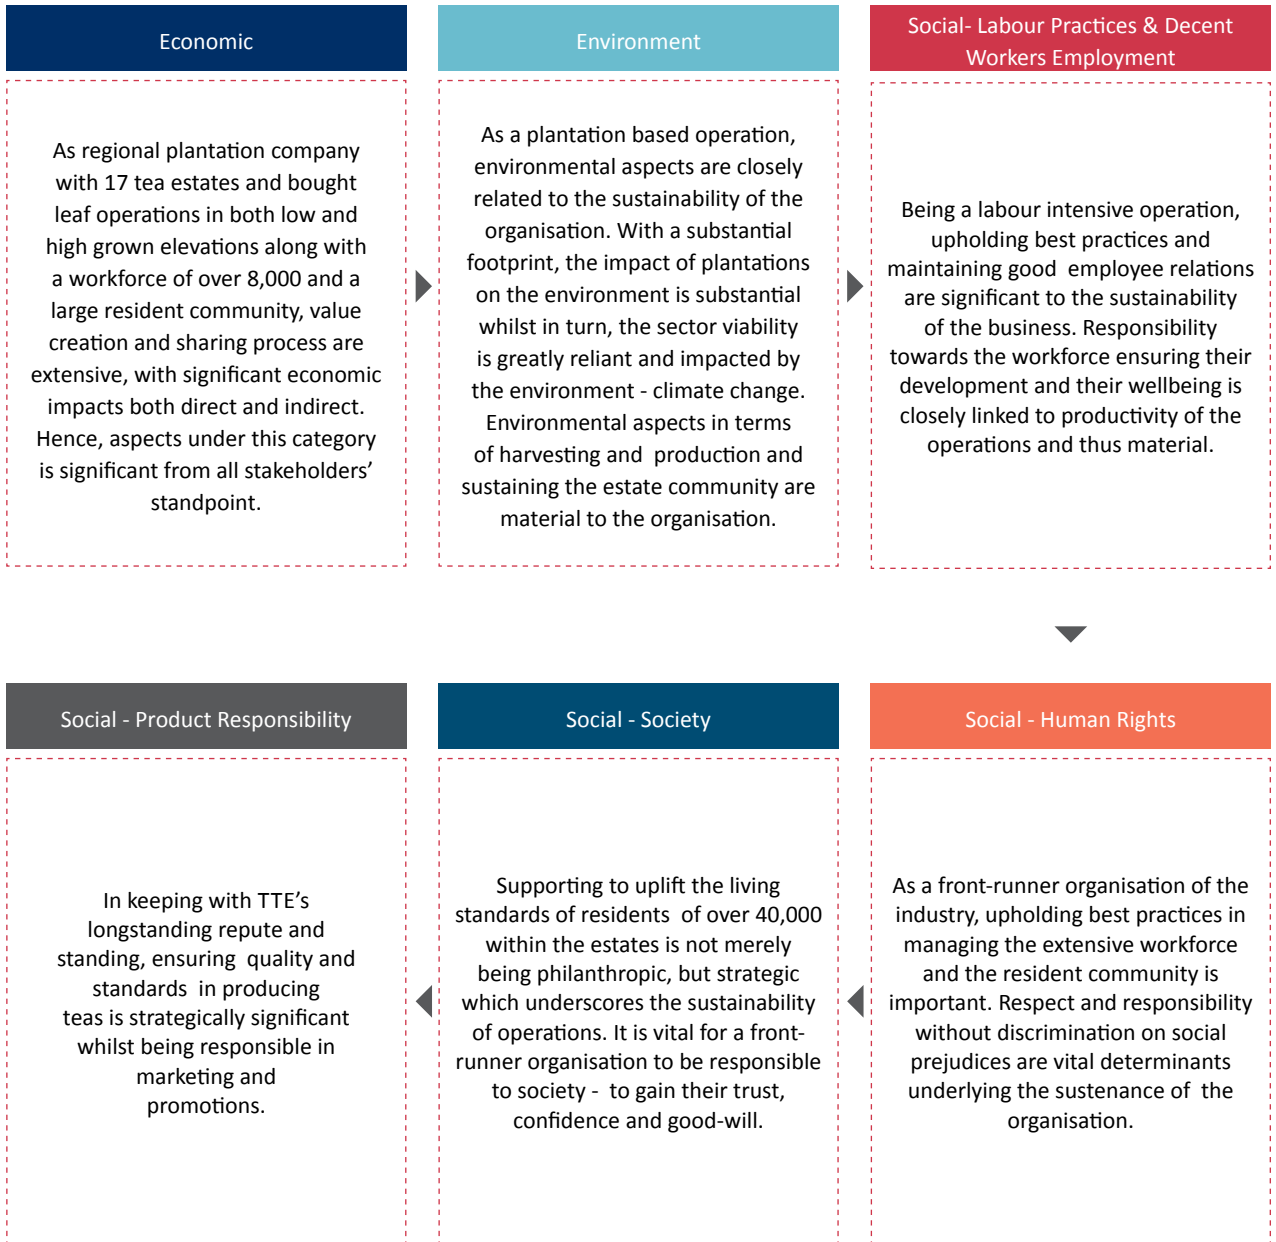 Economic
As regional plantation company
with 17 tea estates and bought
leaf operations in both low and
high grown elevations along with
a workforce of over 8,000 and a
large resident community, value
creation and sharing process are
extensive, with significant economic
impacts both direct and indirect.
Hence, aspects under this category
is significant from all stakeholders’
standpoint.
Environment
As a plantation based operation,
environmental aspects are closely
related to the sustainability of the
organisation. With a substantial
footprint, the impact of plantations
on the environment is substantial
whilst in turn, the sector viability
is greatly reliant and impacted by
the environment - climate change.
Environmental aspects in terms
of harvesting and production and
sustaining the estate community are
material to the organisation.
Social- Labour Practices & Decent
Workers Employment
Being a labour intensive operation,
upholding best practices and
maintaining good employee relations
are significant to the sustainability
of the business. Responsibility
towards the workforce ensuring their
development and their wellbeing is
closely linked to productivity of the
operations and thus material.
Social - Human Rights
As a front-runner organisation of the
industry, upholding best practices in
managing the extensive workforce
and the resident community is
important. Respect and responsibility
without discrimination on social
prejudices are vital determinants
underlying the sustenance of the
organisation.
Social - Society
Supporting to uplift the living
standards of residents of over 40,000
within the estates is not merely
being philanthropic, but strategic
which underscores the sustainability
of operations. It is vital for a front-
runner organisation to be responsible
to society - to gain their trust,
confidence and good-will.
Social - Product Responsibility
In keeping with TTE’s
longstanding repute and
standing, ensuring quality and
standards in producing
teas is strategically significant
whilst being responsible in
marketing and
promotions.